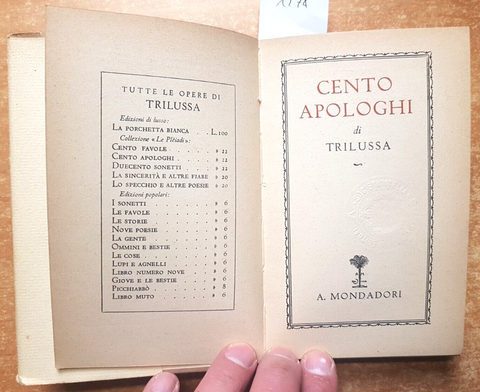 1174
TUTTE LE OPERE DI
TRILUSSA
Edizioni di lusso:
LA PORCHETTA BIANCA . . L. 100
Collezione «Le Plèiadi»:
CENTO FAVOLE . . . . » 22
CENTO APOLOGHI . . . . » 22
DUECENTO SONETTI . . . » 22
LA SINCERITÀ E ALTRE FIABE » 20
LO SPECCHIO E ALTRE POESIE » 20
Edizioni popolari:
I SONETTI . . . . . » 6
LE FAVOLE . . . . . » 6
LE STORIE . . . . . » 6
NOVE POESIE . . . . . » 6
LA GENTE . . . . . » 6
OMMINI E BESTIE . . . . » 6
LE COSE . . . . . » 6
LUPI E AGNELLI . . . . » 6
LIBRO NUMERO NOVE . . . » 6
GIOVE E LE BESTIE . . . . » 6
PICCHIABBÒ . . . . . » 8
LIBRO MUTO . . . . . » 6
CENTO
APOLOGHI
di
TRILUSSA
A. MONDADORI